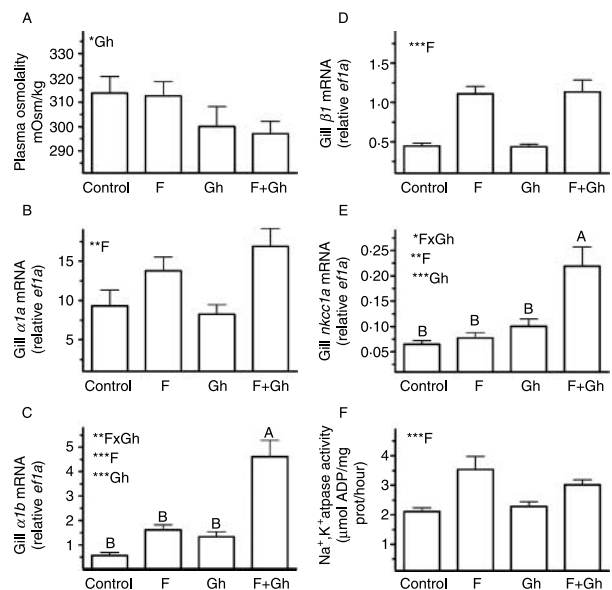 A
*Gh
Plasma osmolality
mOsm/kg
330
320
310
300
290
Control F Gh F+Gh
B
**F
Gill α1a mRNA
(relative ef1a)
15
10
5
Control F Gh F+Gh
C
**FxGh
***F
***Gh
Gill α1b mRNA
(relative ef1a)
5
4
3
2
1
B B B A
Control F Gh F+Gh
D
***F
Gill β1 mRNA
(relative ef1a)
1·5
1·0
0·5
Control F Gh F+Gh
E
*FxGh
**F
***Gh
Gill nkcc1a mRNA
(relative ef1a)
0·25
0·20
0·15
0·10
0·05
B B B A
Control F Gh F+Gh
F
***F
Na+,K+atpase activity
(μmol ADP/mg
prot/hour)
4
3
2
1
Control F Gh F+Gh